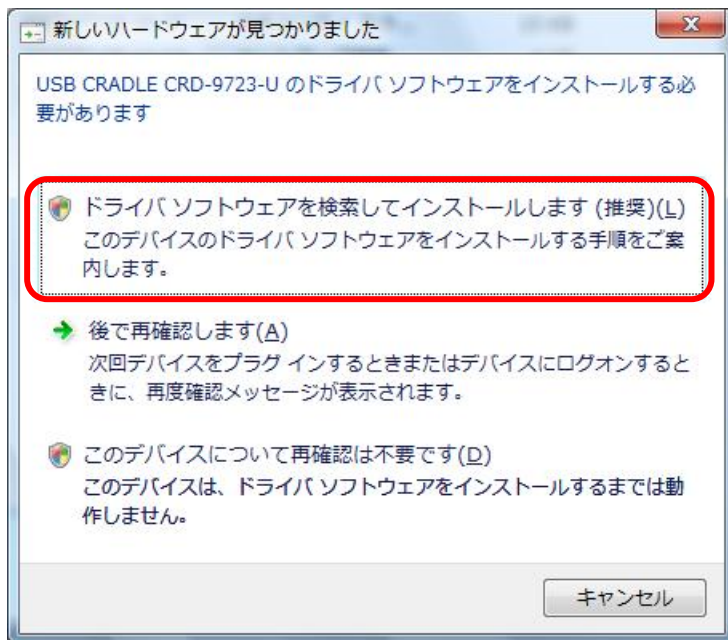 新しいハードウェアが見つかりました
USB CRADLE CRD-9723-U のドライバ ソフトウェアをインストールする必
要があります
ドライバ ソフトウェアを検索してインストールします (推奨)(L)
このデバイスのドライバ ソフトウェアをインストールする手順をご案
内します。
後で再確認します(A)
次回デバイスをプラグ インするときまたはデバイスにログオンすると
きに、再度確認メッセージが表示されます。
このデバイスについて再確認は不要です(D)
このデバイスは、ドライバ ソフトウェアをインストールするまでは動
作しません。
キャンセル